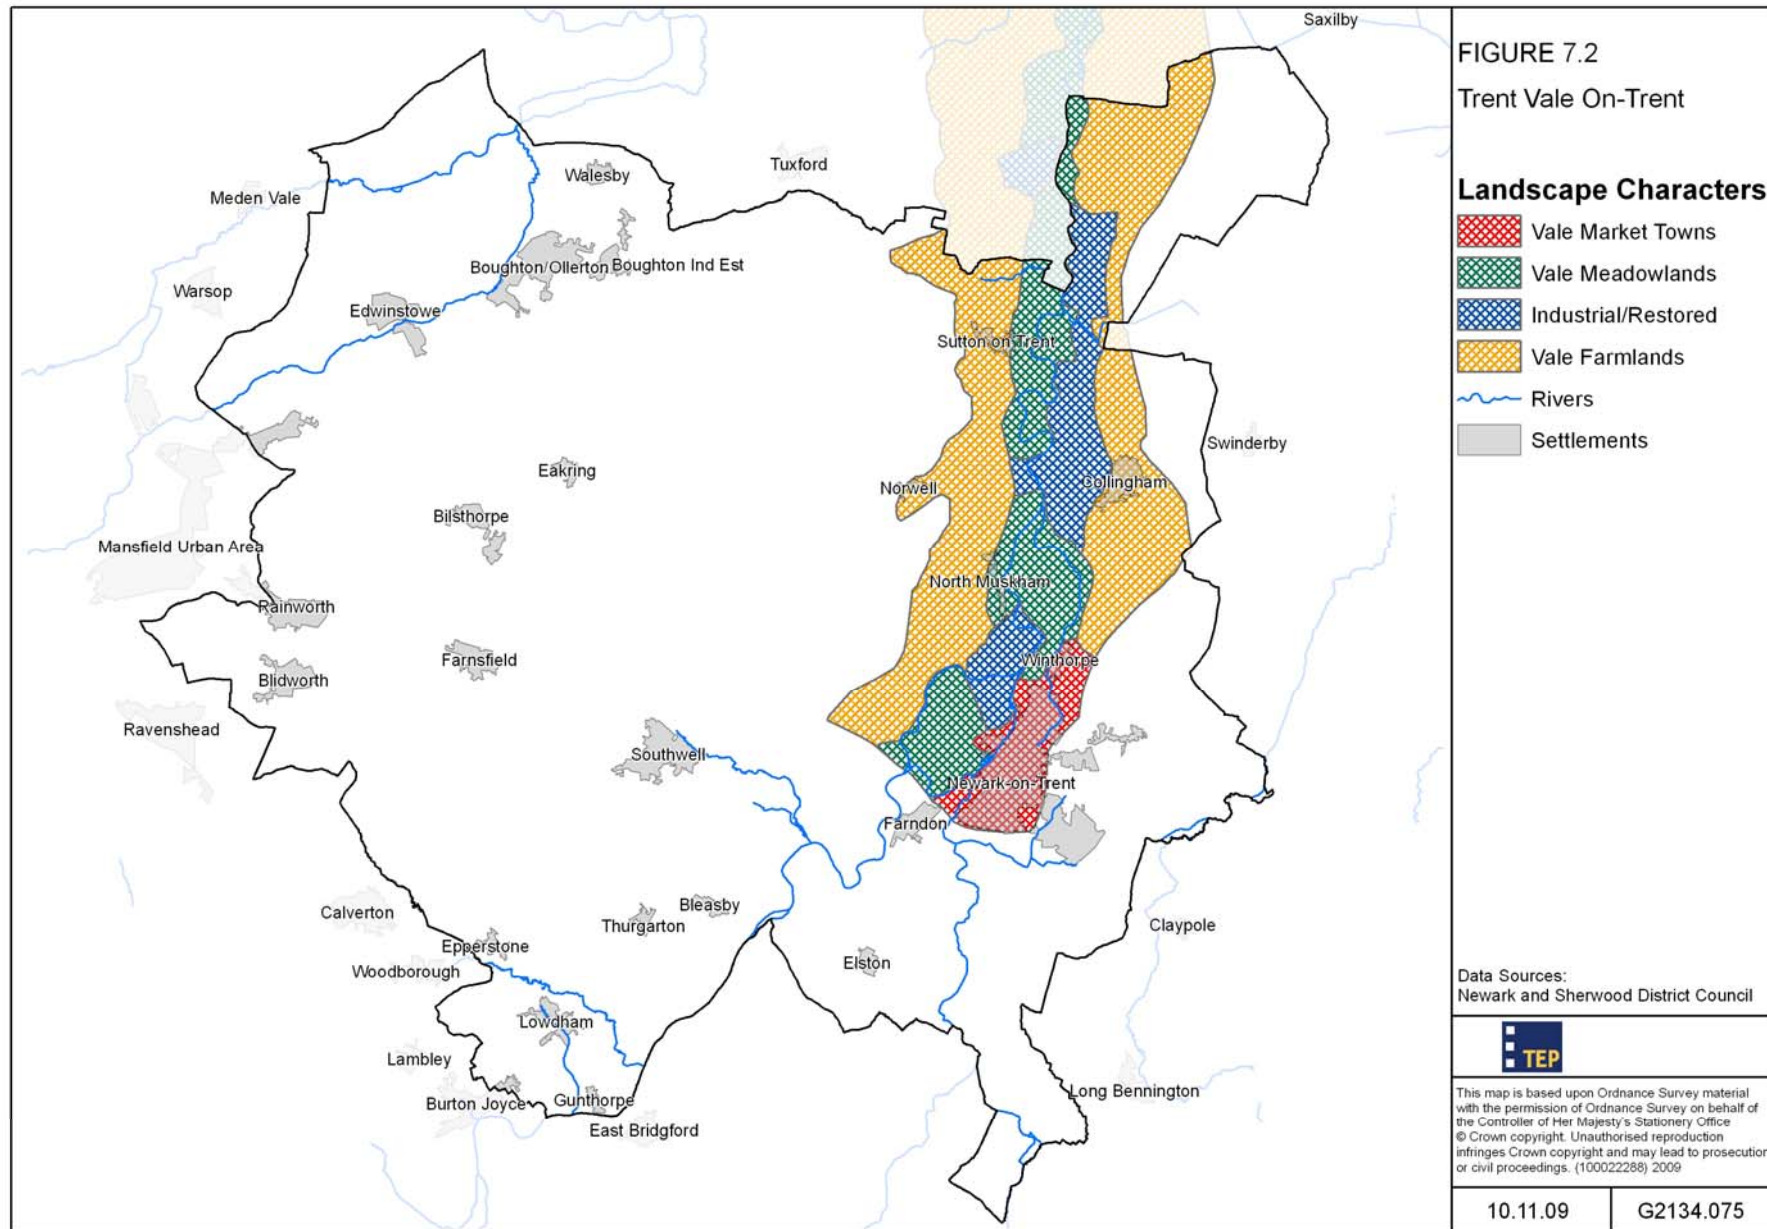 Saxilby
Tuxford
Walesby
Meden Vale
Boughton/Ollerton
Boughton Ind Est
Warsop
Edwinstowe
Sutton on Trent
Swinderby
Eakring
Norwell
Collingham
Bilsthorpe
Mansfield Urban Area
North Muskham
Rainworth
Farnsfield
Winthorpe
Blidworth
Ravenshead
Southwell
Newark-on-Trent
Farndon
Calverton
Bleasby
Thurgarton
Claypole
Epperstone
Woodborough
Elston
Lowdham
Lambley
Long Bennington
Burton Joyce
Gunthorpe
East Bridgford
FIGURE 7.2
Trent Vale On-Trent
Landscape Characters
Vale Market Towns
Vale Meadowlands
Industrial/Restored
Vale Farmlands
Rivers
Settlements
Data Sources:
Newark and Sherwood District Council
TEP
This map is based upon Ordnance Survey material
with the permission of Ordnance Survey on behalf of
the Controller of Her Majesty's Stationery Office
© Crown copyright. Unauthorised reproduction
infringes Crown copyright and may lead to prosecution
or civil proceedings. (100022288) 2009
10.11.09
G2134.075